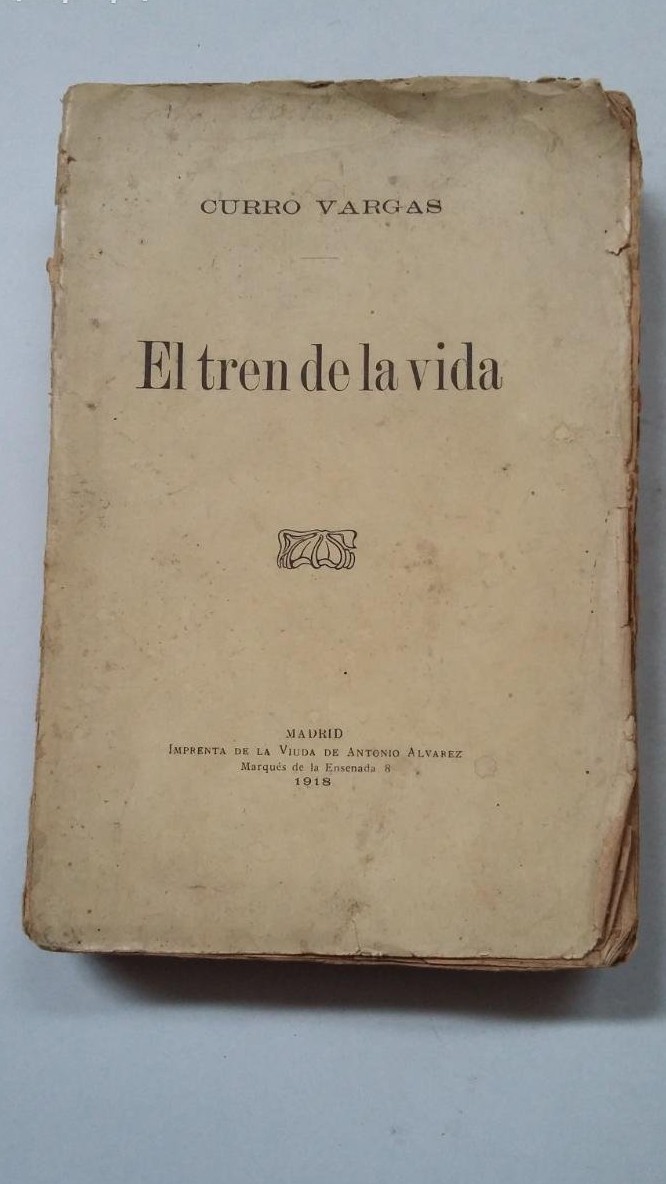 CURRO VARGAS
El tren de la vida
MADRID
IMPRENTA DE LA VIUDA DE ANTONIO ALVAREZ
Marqués de la Ensenada 8
1918